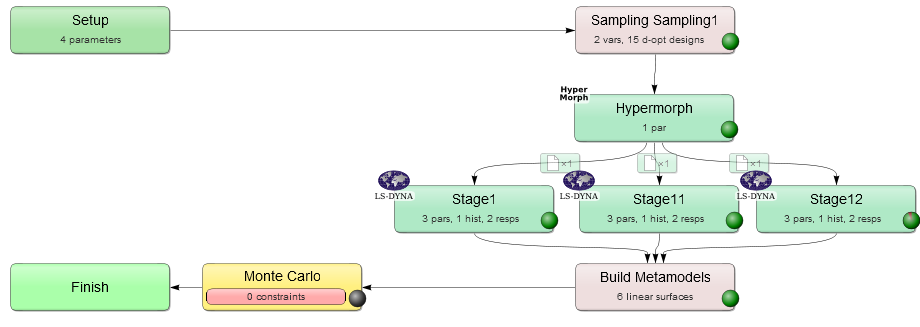 Setup
4 parameters
Sampling Sampling1
2 vars, 15 d-opt designs
Hyper
Morph
Hypermorph
1 par
×1
×1
×1
LS-DYNA
Stage1
3 pars, 1 hist, 2 resps
LS-DYNA
Stage11
3 pars, 1 hist, 2 resps
LS-DYNA
Stage12
3 pars, 1 hist, 2 resps
Finish
Monte Carlo
0 constraints
Build Metamodels
6 linear surfaces